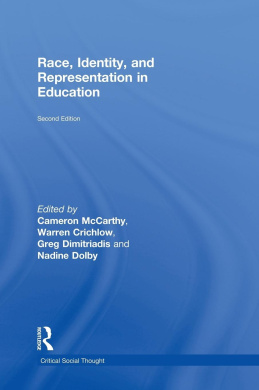 Race, Identity, and
Representation in
Education
Second Edition
Edited by
Cameron McCarthy,
Warren Crichlow,
Greg Dimitriadis and
Nadine Dolby
ROUTLEDGE
Critical Social Thought